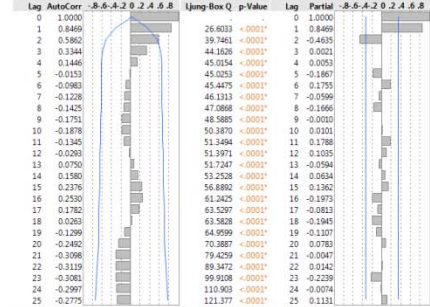 Lag AutoCorr -.8-.6-.4-.2 0 .2 .4 .6 .8 Ljung-Box Q p-Value Lag Partial -.8-.6-.4-.2 0 .2 .4 .6 .8
0 1.0000 . . 0 1.0000
1 0.8469 26.6033 <.0001* 1 0.8469
2 0.5862 39.7461 <.0001* 2 -0.4635
3 0.3344 44.1626 <.0001* 3 0.0021
4 0.1446 45.0154 <.0001* 4 0.0053
5 -0.0153 45.0253 <.0001* 5 -0.1867
6 -0.0983 45.4475 <.0001* 6 0.1755
7 -0.1228 46.1313 <.0001* 7 -0.0599
8 -0.1425 47.0868 <.0001* 8 -0.1666
9 -0.1751 48.5885 <.0001* 9 -0.0010
10 -0.1878 50.3870 <.0001* 10 0.0101
11 -0.1345 51.3494 <.0001* 11 0.1788
12 -0.0293 51.3971 <.0001* 12 0.1035
13 0.0750 51.7247 <.0001* 13 -0.0594
14 0.1580 53.2528 <.0001* 14 0.0634
15 0.2376 56.8892 <.0001* 15 0.1362
16 0.2530 61.2425 <.0001* 16 -0.1973
17 0.1782 63.5297 <.0001* 17 -0.0813
18 0.0263 63.5828 <.0001* 18 -0.1945
19 -0.1299 64.9599 <.0001* 19 -0.1107
20 -0.2492 70.3887 <.0001* 20 0.0783
21 -0.3098 79.4259 <.0001* 21 -0.0047
22 -0.3119 89.3472 <.0001* 22 0.0142
23 -0.3081 99.9108 <.0001* 23 -0.2239
24 -0.2997 110.903 <.0001* 24 -0.0074
25 -0.2775 121.377 <.0001* 25 0.1131